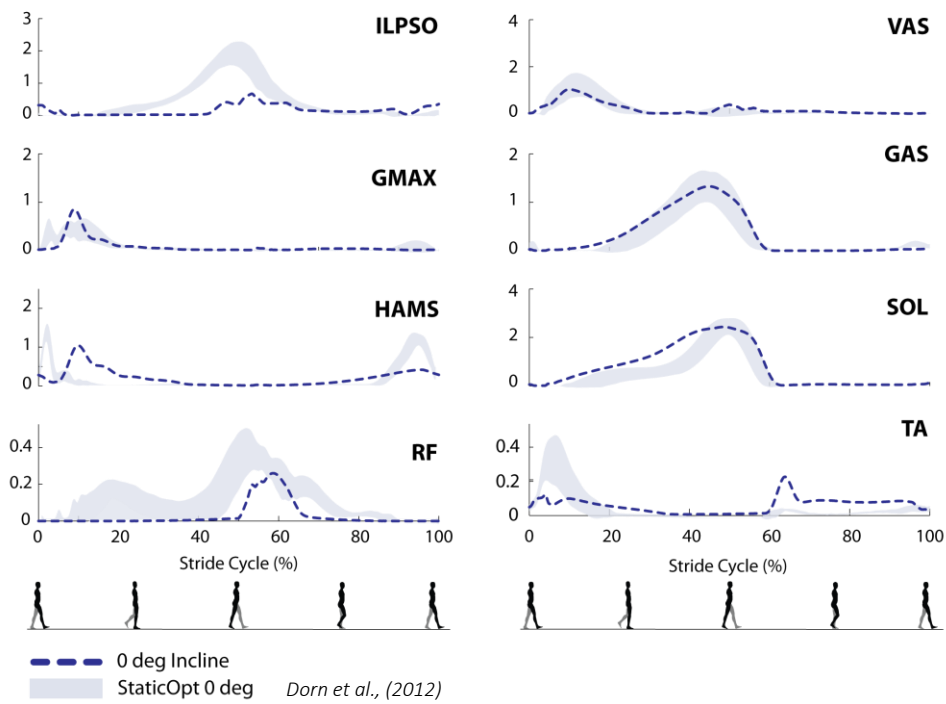 ILPSO
3
2
1
0
VAS
4
2
0
GMAX
2
1
0
GAS
2
1
0
HAMS
2
1
0
SOL
4
2
0
RF
0.4
0.2
0
0 20 40 60 80 100
Stride Cycle (%)
TA
0.4
0.2
0
0 20 40 60 80 100
Stride Cycle (%)
0 deg Incline
StaticOpt 0 deg Dorn et al., (2012)